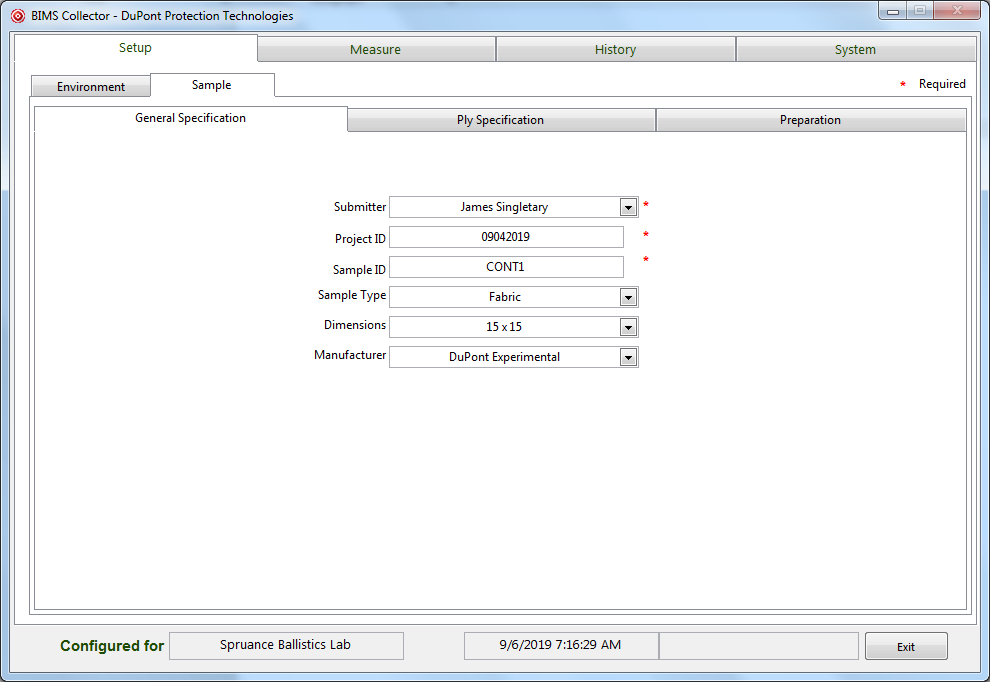 BIMS Collector - DuPont Protection Technologies
Setup Measure History System
Environment Sample * Required
General Specification Ply Specification Preparation
Submitter James Singletary *
Project ID 09042019 *
Sample ID CONT1 *
Sample Type Fabric
Dimensions 15 x 15
Manufacturer DuPont Experimental
Configured for Spruance Ballistics Lab 9/6/2019 7:16:29 AM Exit